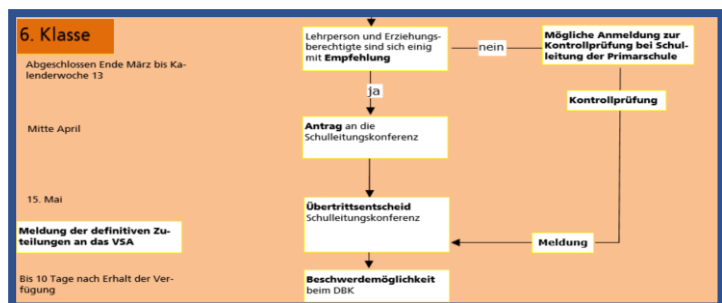 6. Klasse
Abgeschlossen Ende März bis Ka-
lenderwoche 13
Lehrperson und Erziehungs-
berechtigte sind sich einig
mit Empfehlung
nein
Mögliche Anmeldung zur
Kontrollprüfung bei Schul-
leitung der Primarschule
ja
Kontrollprüfung
Mitte April
Antrag an die
Schulleitungskonferenz
15. Mai
Übertrittsentscheid
Schulleitungskonferenz
Meldung der definitiven Zu-
teilungen an das VSA
Meldung
Bis 10 Tage nach Erhalt der Ver-
fügung
Beschwerdemöglichkeit
beim DBK